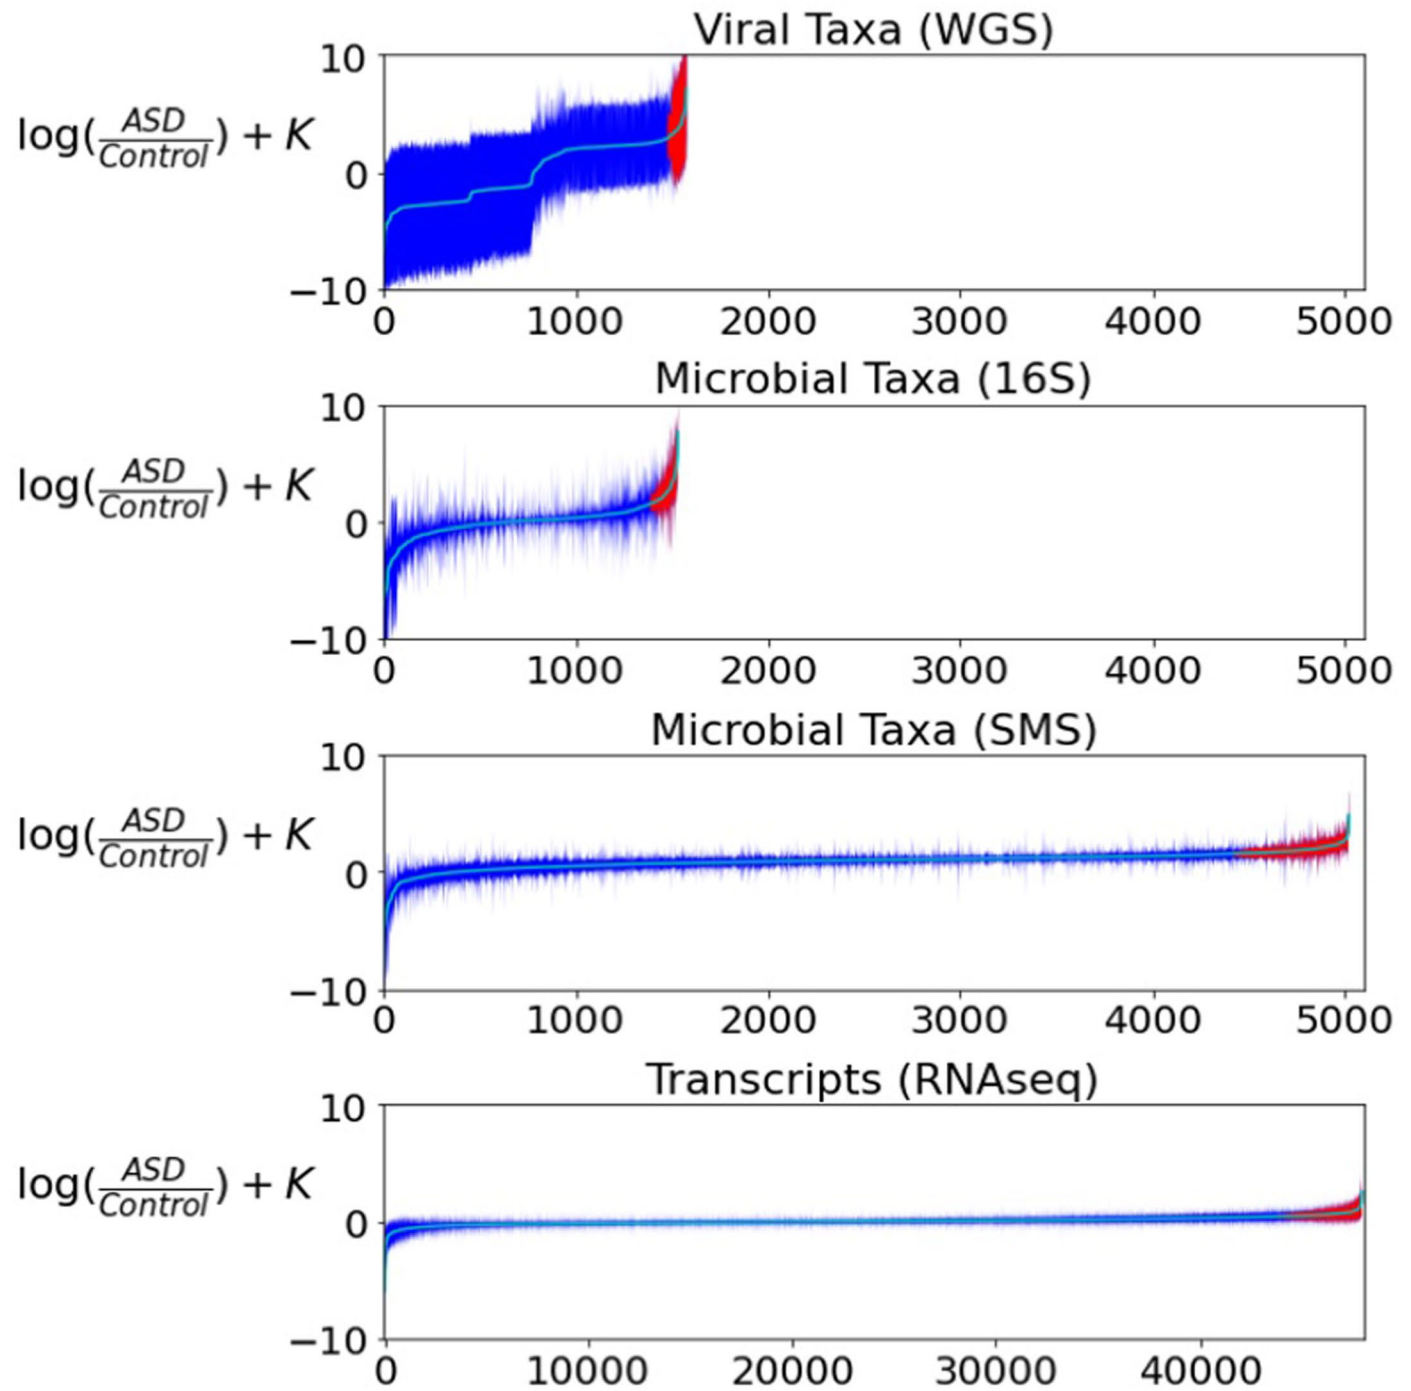 Viral Taxa (WGS)
10
log(ASD/Control) + K
0
−10
0 1000 2000 3000 4000 5000
Microbial Taxa (16S)
10
log(ASD/Control) + K
0
−10
0 1000 2000 3000 4000 5000
Microbial Taxa (SMS)
10
log(ASD/Control) + K
0
−10
0 1000 2000 3000 4000 5000
Transcripts (RNAseq)
10
log(ASD/Control) + K
0
−10
0 10000 20000 30000 40000